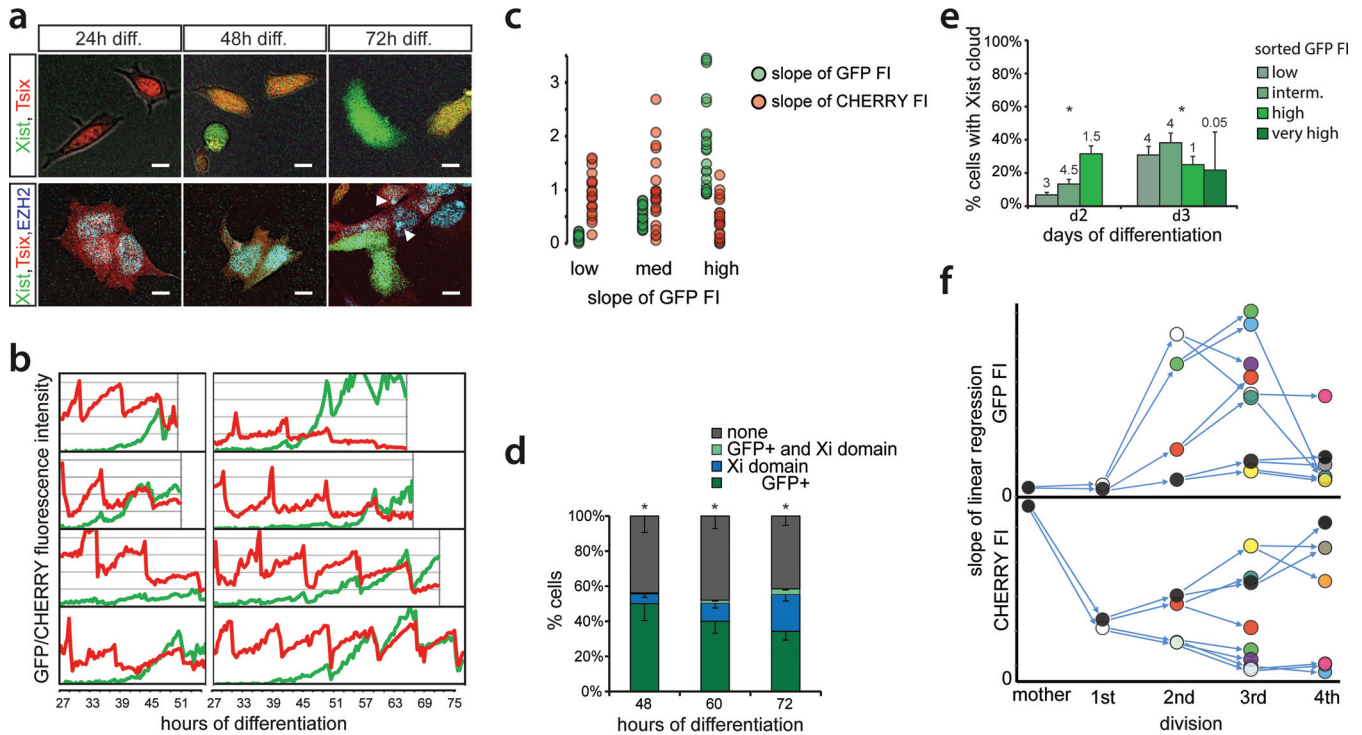 a
24h diff. 48h diff. 72h diff.
Xist, Tsix
Xist,Tsix,EZH2
b
GFP/CHERRY fluorescence intensity
27 33 39 45 51 27 33 39 45 51 57 63 69 75
hours of differentiation
c
3
2
1
0
low med high
slope of GFP FI
slope of GFP FI
slope of CHERRY FI
d
none
GFP+ and Xi domain
Xi domain
GFP+
100%
80%
60%
40%
20%
0%
% cells
* * *
48 60 72
hours of differentiation
e
100%
80%
60%
40%
20%
0%
% cells with Xist cloud
* *
3 4.5 1.5 4 4 1 0.05
d2 d3
days of differentiation
sorted GFP FI
low
interm.
high
very high
f
slope of linear regression
GFP FI
CHERRY FI
0
0
mother 1st 2nd 3rd 4th
division